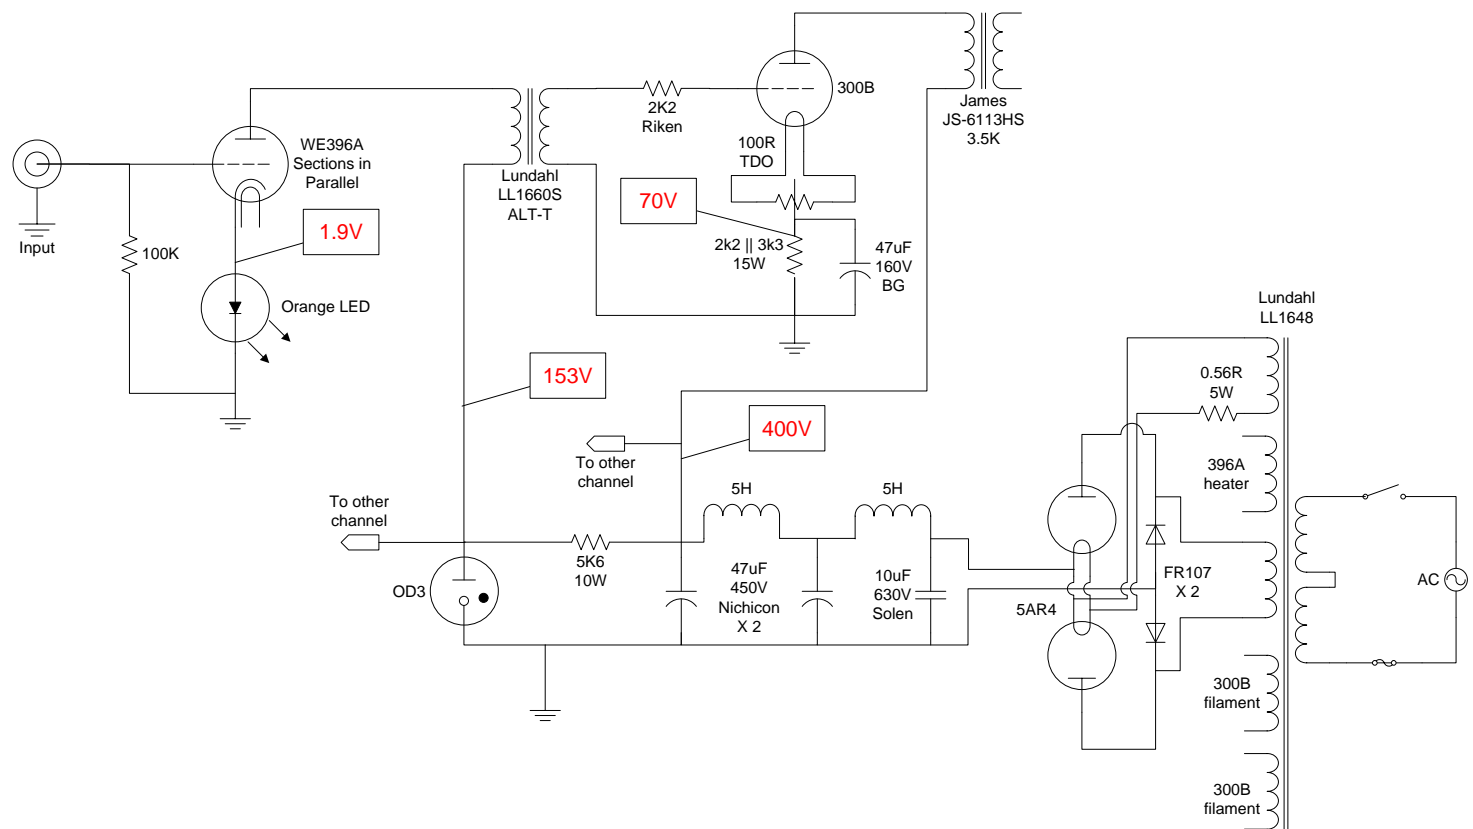 300B
James
JS-6113HS
3.5K
2K2
Riken
100R
TDO
WE396A
Sections in
Parallel
Lundahl
LL1660S
ALT-T
70V
Input
1.9V
100K
2k2 || 3k3
15W
47uF
160V
BG
Orange LED
Lundahl
LL1648
153V
0.56R
5W
400V
To other
channel
396A
heater
5H
5H
To other
channel
5K6
10W
OD3
47uF
450V
Nichicon
X 2
10uF
630V
Solen
5AR4
FR107
X 2
AC
300B
filament
300B
filament